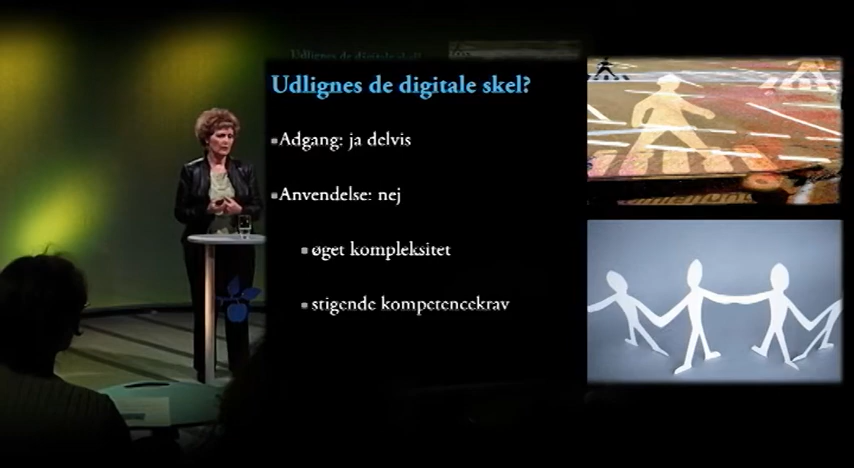 Udlignes de digitale skel?
Adgang: ja delvis
Anvendelse: nej
øget kompleksitet
stigende kompetencekrav